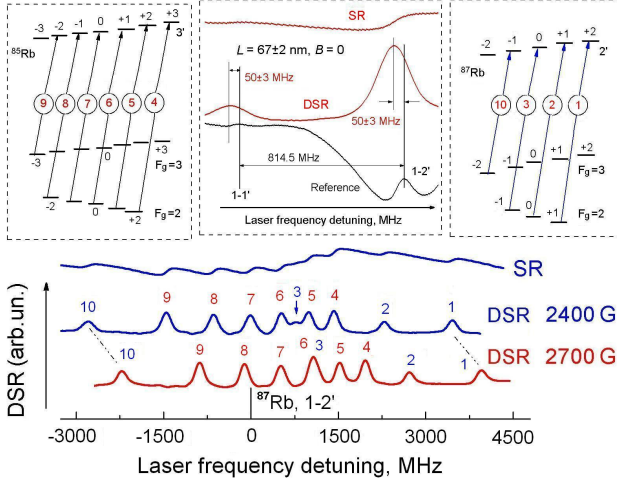 ⁸⁵Rb
-3 -2 -1 0 +1 +2 +3
3'
9 8 7 6 5 4
-3 0 +3
F_g=3
-2 0 +2
F_g=2
SR
L = 67±2 nm, B = 0
50±3 MHz
DSR
50±3 MHz
814.5 MHz
Reference
1-1'
1-2'
Laser frequency detuning, MHz
⁸⁷Rb
-2 -1 0 +1 +2
2'
10 3 2 1
-2 -1 0 +1 +2
F_g=3
-1 0 +1
F_g=2
SR
10 9 8 7 6 3 5 4 2 1
DSR 2400 G
10 9 8 7 6 3 5 4 2 1
DSR 2700 G
⁸⁷Rb, 1-2'
DSR (arb.un.)
-3000 -1500 0 1500 3000 4500
Laser frequency detuning, MHz